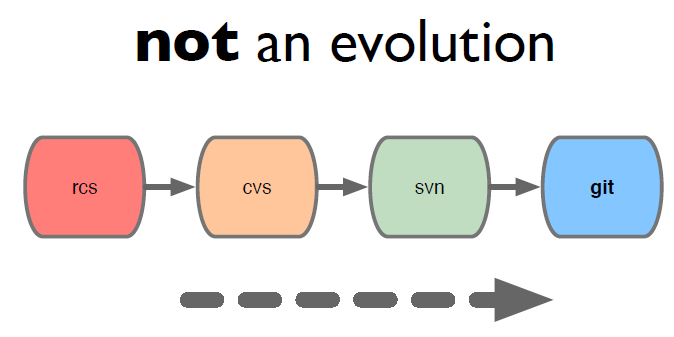 not an evolution
rcs
cvs
svn
git